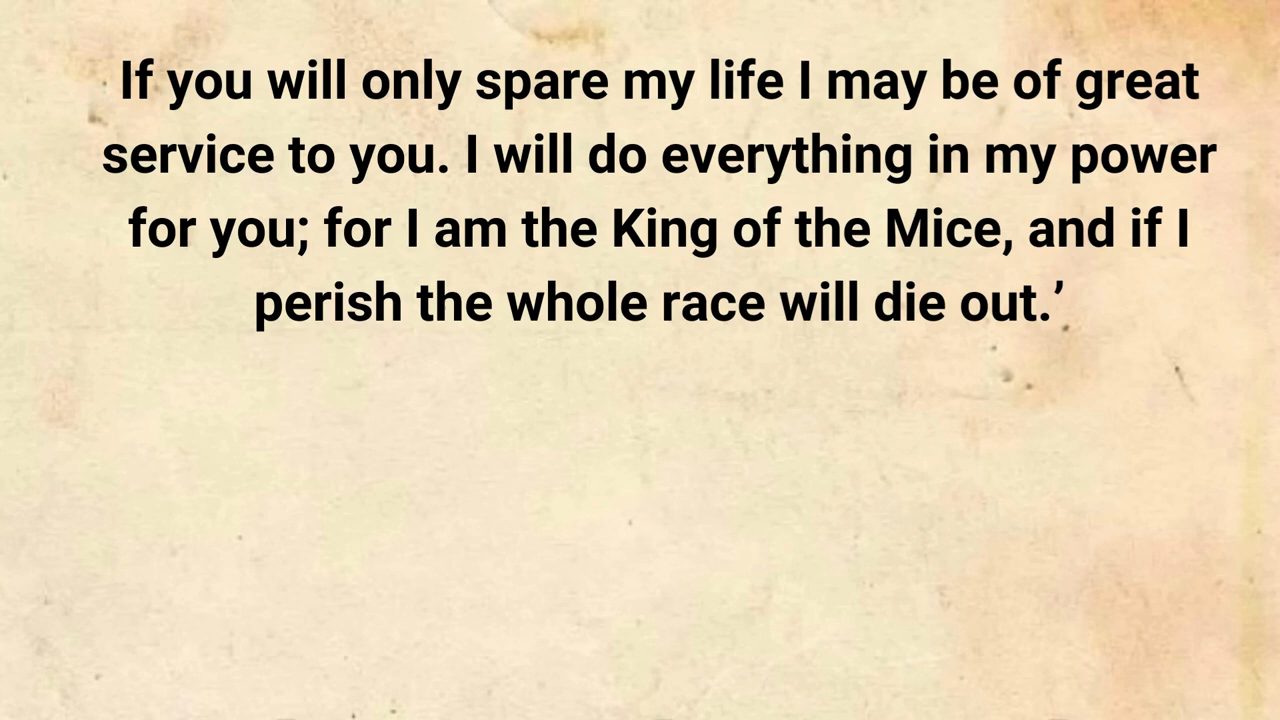 If you will only spare my life I may be of great
service to you. I will do everything in my power
for you; for I am the King of the Mice, and if I
perish the whole race will die out.’